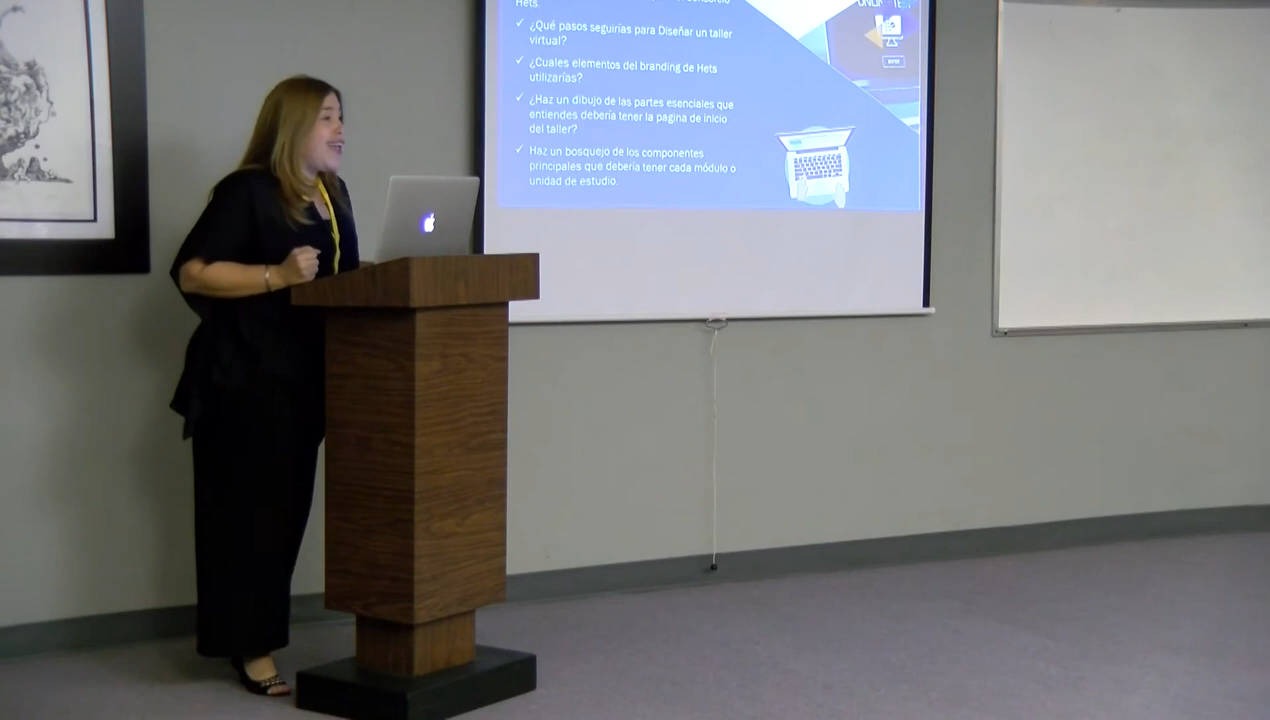 Hets.
✓ ¿Qué pasos seguirías para Diseñar un taller
virtual?
✓ ¿Cuales elementos del branding de Hets
utilizarías?
✓ ¿Haz un dibujo de las partes esenciales que
entiendes debería tener la pagina de inicio
del taller?
✓ Haz un bosquejo de los componentes
principales que debería tener cada módulo o
unidad de estudio.